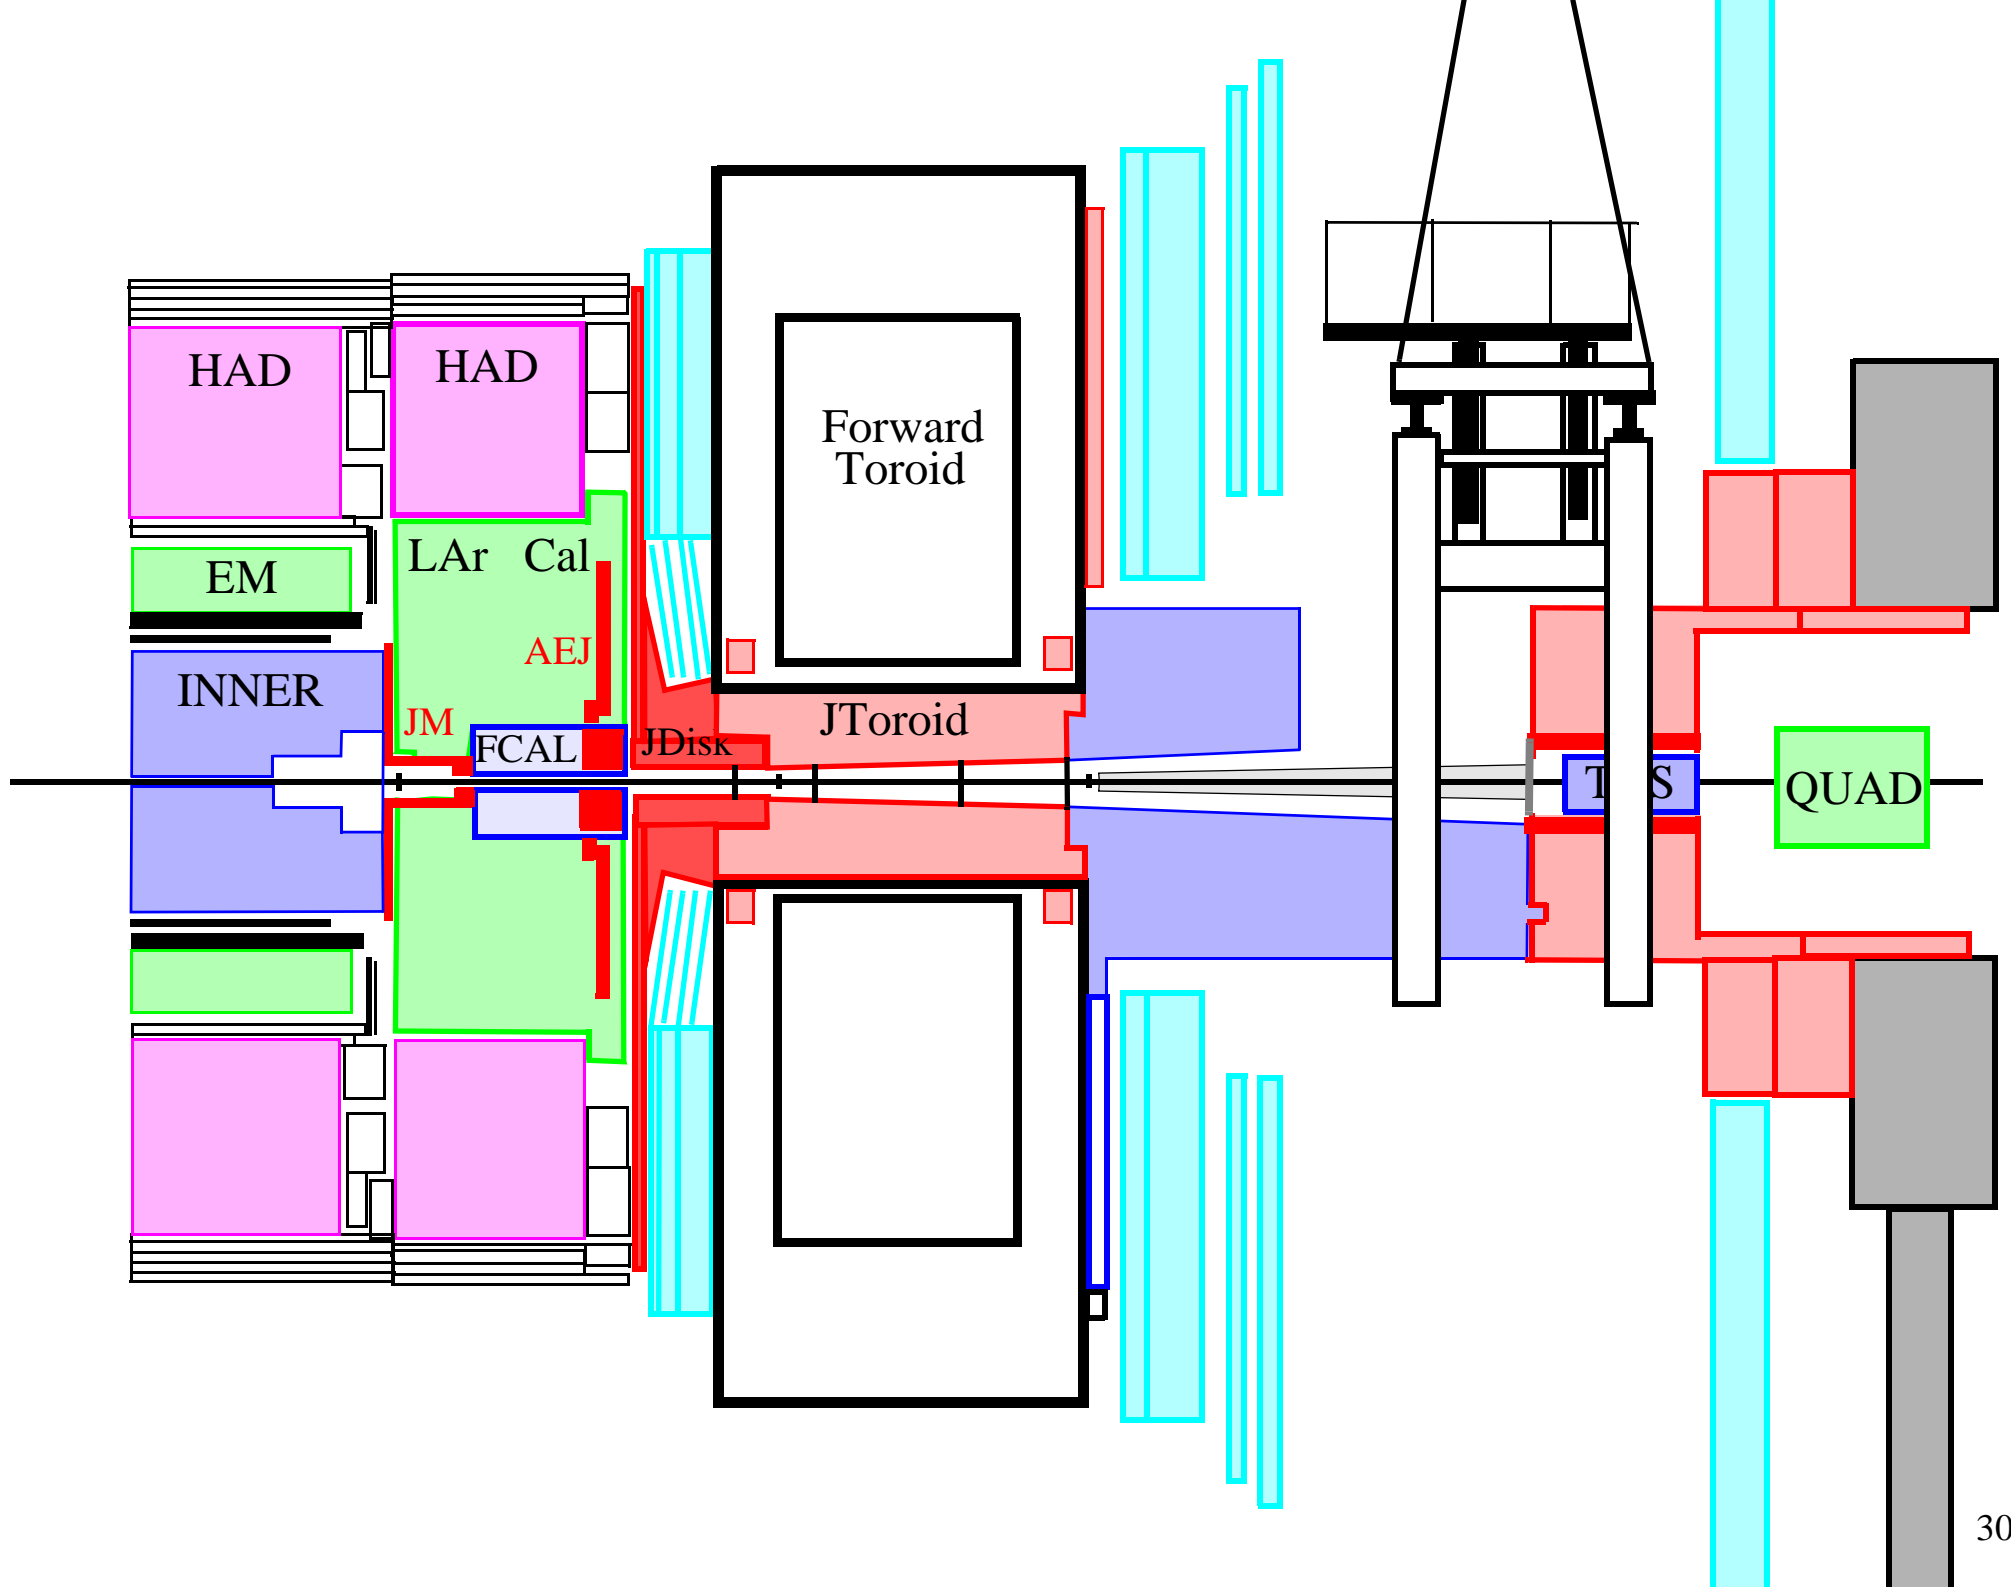 HAD
HAD
Forward
Toroid
LAr Cal
EM
AEJ
INNER
JM
JToroid
FCAL
JDisk
QUAD
30